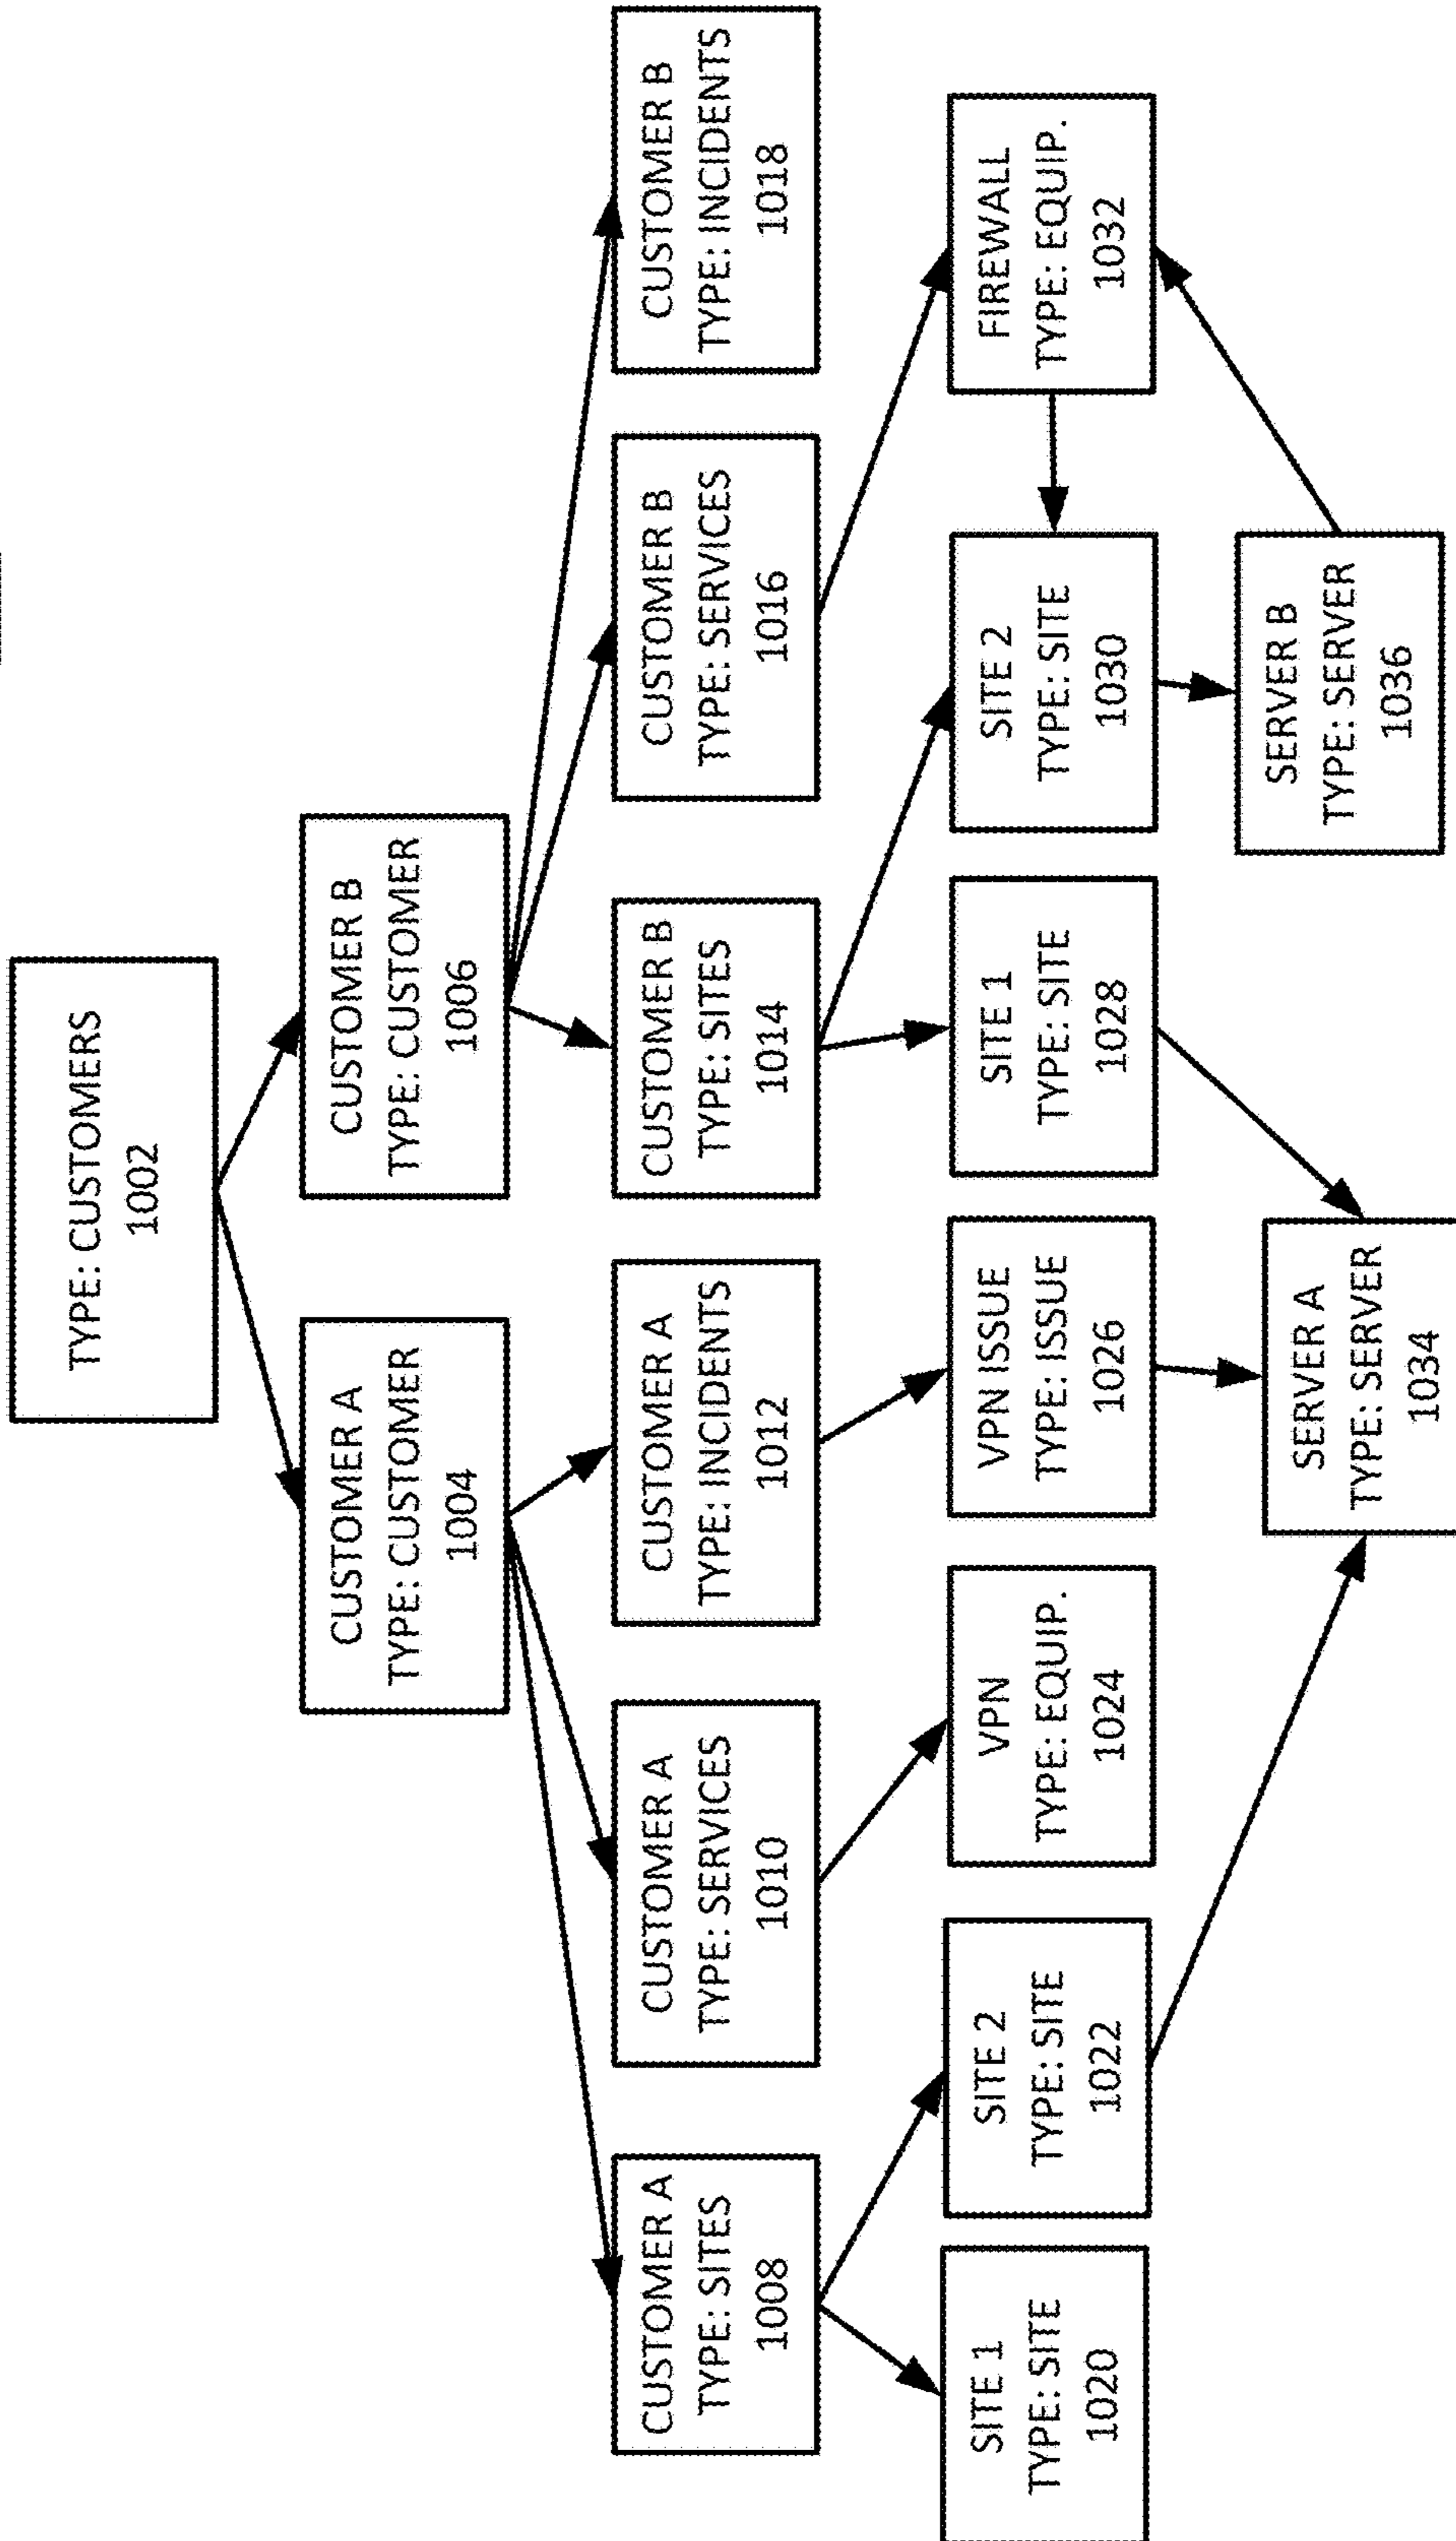 TYPE: CUSTOMERS
1002
CUSTOMER A
TYPE: CUSTOMER
1004
CUSTOMER B
TYPE: CUSTOMER
1006
CUSTOMER A
TYPE: SITES
1008
CUSTOMER A
TYPE: SERVICES
1010
CUSTOMER A
TYPE: INCIDENTS
1012
CUSTOMER B
TYPE: SITES
1014
CUSTOMER B
TYPE: SERVICES
1016
CUSTOMER B
TYPE: INCIDENTS
1018
SITE 1
TYPE: SITE
1020
SITE 2
TYPE: SITE
1022
VPN
TYPE: EQUIP.
1024
VPN ISSUE
TYPE: ISSUE
1026
SITE 1
TYPE: SITE
1028
SITE 2
TYPE: SITE
1030
FIREWALL
TYPE: EQUIP.
1032
SERVER A
TYPE: SERVER
1034
SERVER B
TYPE: SERVER
1036